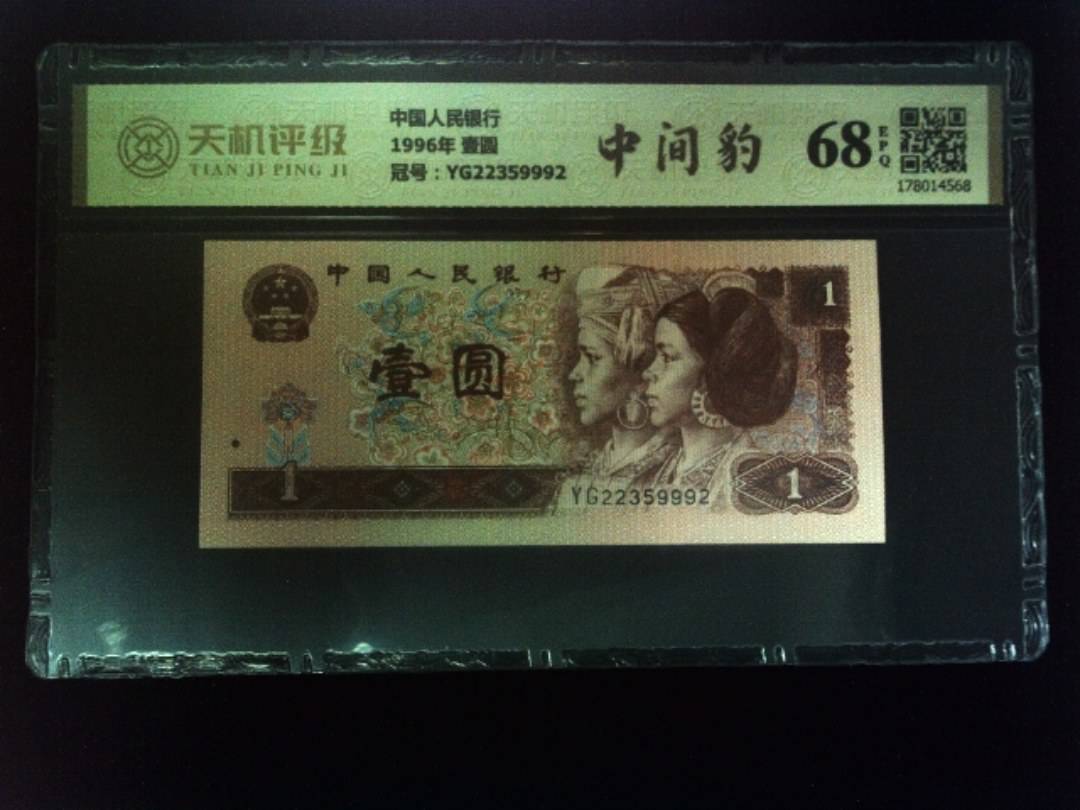 天机评级
TIAN JI PING JI
中国人民银行
1996年 壹圆
冠号：YG22359992
中间豹
68
EPQ
178014568
中国人民银行
1
壹圆
1
YG22359992
1